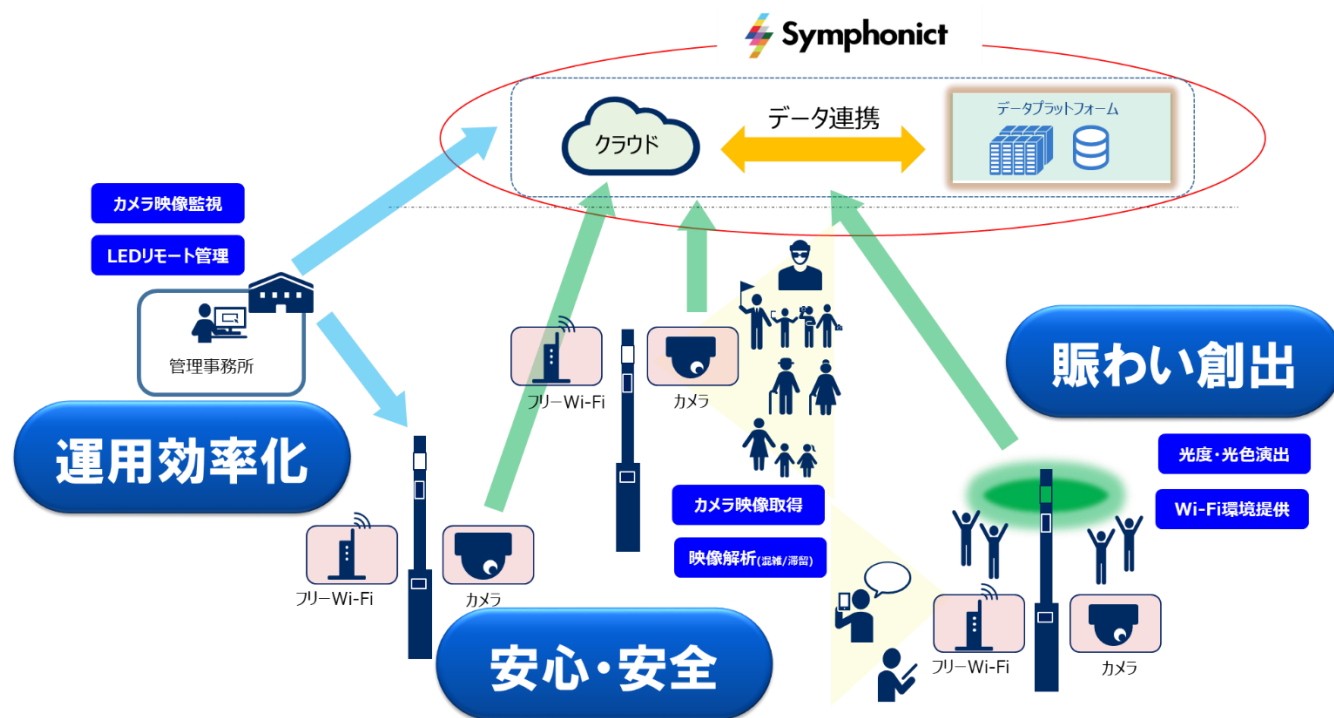 Symphonict
クラウド
データ連携
データプラットフォーム
カメラ映像監視
LEDリモート管理
管理事務所
運用効率化
フリーWi-Fi
カメラ
フリーWi-Fi
カメラ
カメラ映像取得
映像解析(混雑/滞留)
安心・安全
賑わい創出
光度・光色演出
Wi-Fi環境提供
フリーWi-Fi
カメラ